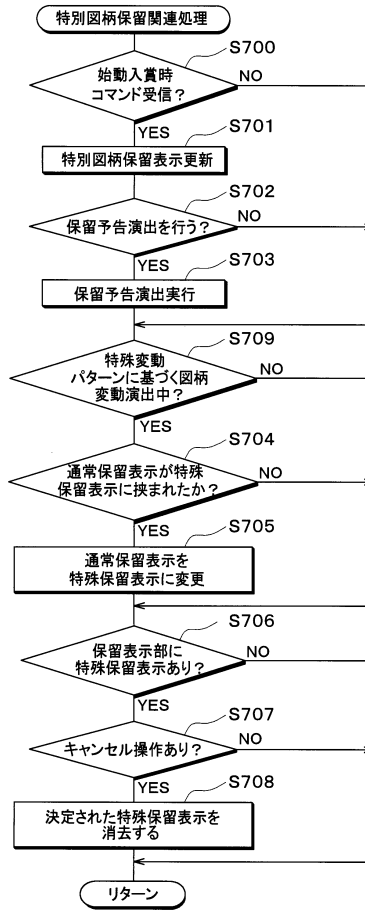 特別図柄保留関連処理
S700
始動入賞時
コマンド受信?
NO
YES
S701
特別図柄保留表示更新
S702
保留予告演出を行う?
NO
YES
S703
保留予告演出実行
S709
特殊変動
パターンに基づく図柄
変動演出中?
NO
YES
S704
通常保留表示が特殊
保留表示に挟まれたか?
NO
YES
S705
通常保留表示を
特殊保留表示に変更
S706
保留表示部に
特殊保留表示あり?
NO
YES
S707
キャンセル操作あり?
NO
YES
S708
決定された特殊保留表示を
消去する
リターン